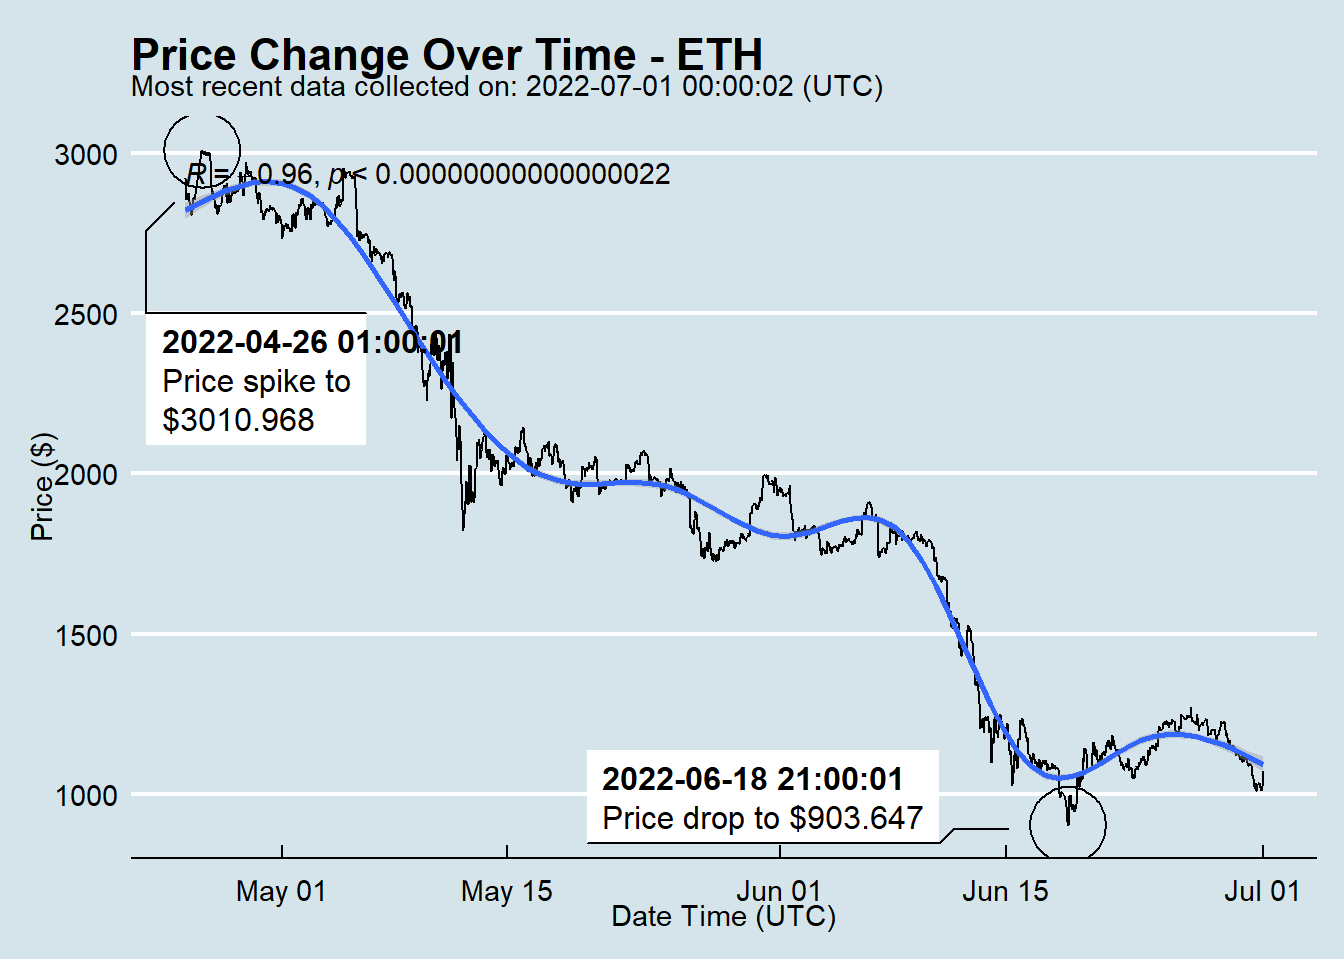 Price Change Over Time - ETH
Most recent data collected on: 2022-07-01 00:00:02 (UTC)
R = - 0.96, p < 0.00000000000000022
3000
2500
2000
1500
1000
Price ($)
2022-04-26 01:00:01
Price spike to
$3010.968
2022-06-18 21:00:01
Price drop to $903.647
May 01
May 15
Jun 01
Jun 15
Jul 01
Date Time (UTC)